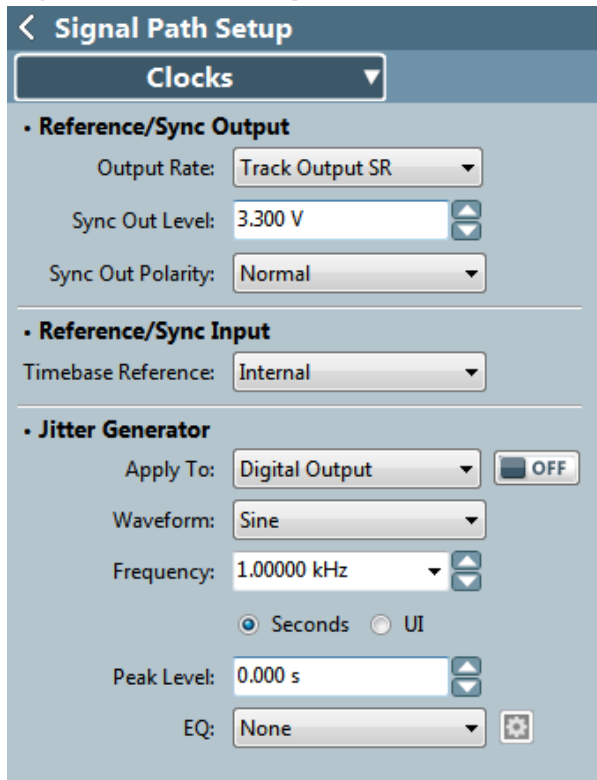 Signal Path Setup
Clocks
• Reference/Sync Output
Output Rate: Track Output SR
Sync Out Level: 3.300 V
Sync Out Polarity: Normal
• Reference/Sync Input
Timebase Reference: Internal
• Jitter Generator
Apply To: Digital Output OFF
Waveform: Sine
Frequency: 1.00000 kHz
Seconds UI
Peak Level: 0.000 s
EQ: None